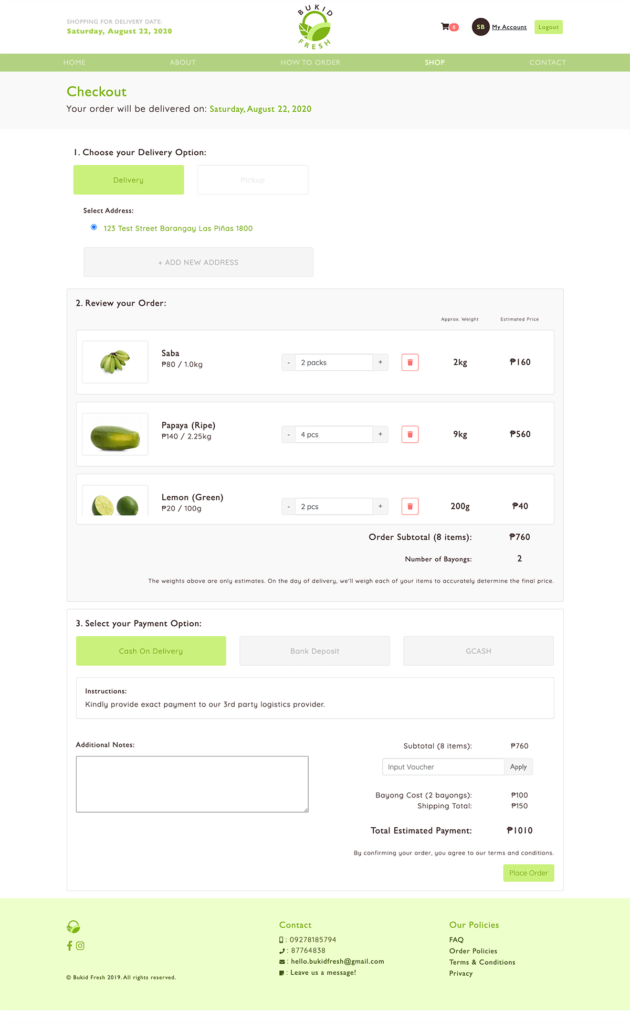 SHOPPING FOR DELIVERY DATE:
Saturday, August 22, 2020
BUKID
FRESH
2
SB
My Account
Logout
HOME
ABOUT
HOW TO ORDER
SHOP
CONTACT
Checkout
Your order will be delivered on: Saturday, August 22, 2020
1. Choose your Delivery Option:
Delivery
Pickup
Select Address:
123 Test Street Barangay Las Piñas 1800
+ ADD NEW ADDRESS
2. Review your Order:
Approx. Weight
Estimated Price
Saba
₱80 / 1.0kg
- 2 packs +
2kg
₱160
Papaya (Ripe)
₱140 / 2.25kg
- 4 pcs +
9kg
₱560
Lemon (Green)
₱20 / 100g
- 2 pcs +
200g
₱40
Order Subtotal (8 items): ₱760
Number of Bayongs: 2
The weights above are only estimates. On the day of delivery, we'll weigh each of your items to accurately determine the final price.
3. Select your Payment Option:
Cash On Delivery
Bank Deposit
GCASH
Instructions:
Kindly provide exact payment to our 3rd party logistics provider.
Additional Notes:
Subtotal (8 items): ₱760
Input Voucher
Apply
Bayong Cost (2 bayongs): ₱100
Shipping Total: ₱150
Total Estimated Payment: ₱1010
By confirming your order, you agree to our terms and conditions.
Place Order
© Bukid Fresh 2019. All rights reserved.
Contact
: 09278185794
: 87764838
: hello.bukidfresh@gmail.com
: Leave us a message!
Our Policies
FAQ
Order Policies
Terms & Conditions
Privacy